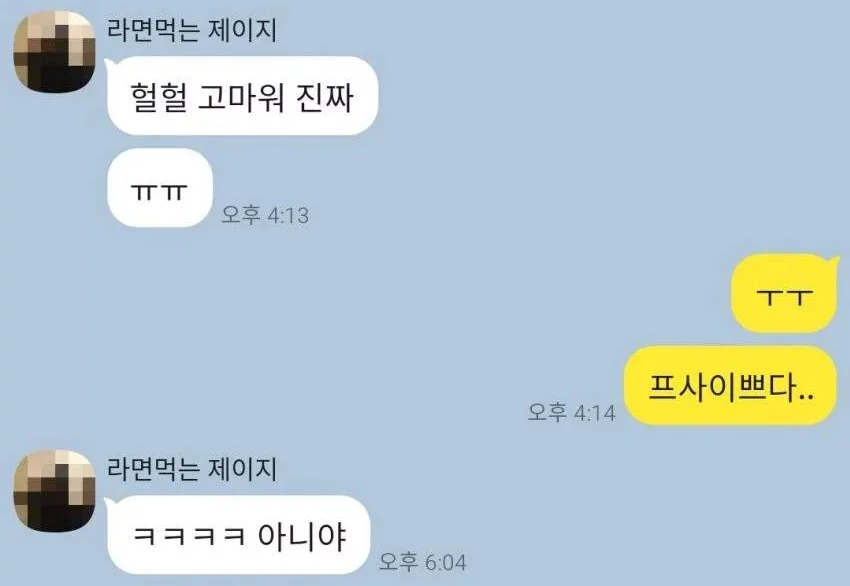 라면먹는 제이지
헐헐 고마워 진짜
ㅠㅠ
오후 4:13
ㅜㅜ
프사이쁘다..
오후 4:14
라면먹는 제이지
ㅋㅋㅋㅋ 아니야
오후 6:04